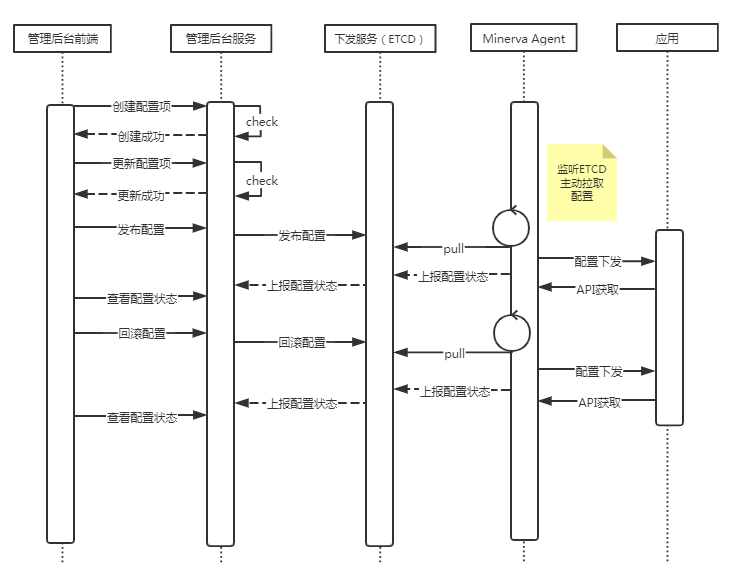 管理后台前端
管理后台服务
下发服务（ETCD）
Minerva Agent
应用
创建配置项
check
创建成功
更新配置项
监听ETCD
主动拉取
配置
check
更新成功
发布配置
发布配置
pull
配置下发
上报配置状态
上报配置状态
API获取
查看配置状态
回滚配置
回滚配置
pull
配置下发
上报配置状态
上报配置状态
API获取
查看配置状态